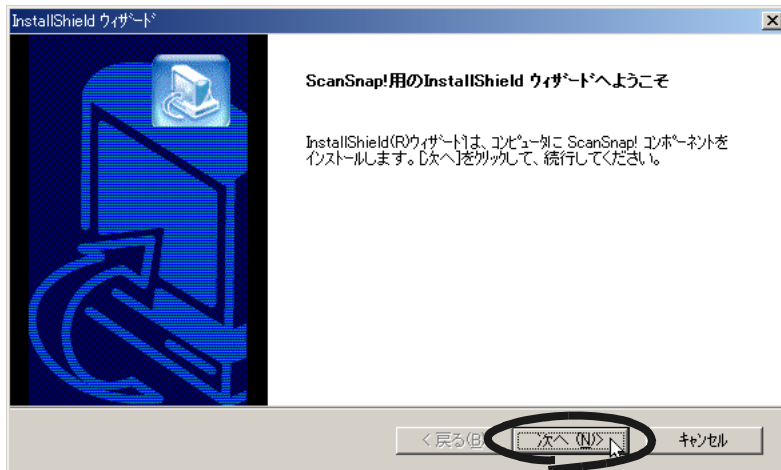 InstallShield ウィザード
ScanSnap!用のInstallShield ウィザードへようこそ
InstallShield(R)ウィザードは、コンピュータに ScanSnap! コンポーネントを
インストールします。[次へ]をクリックして、続行してください。
< 戻る(B)
次へ (N)>
キャンセル